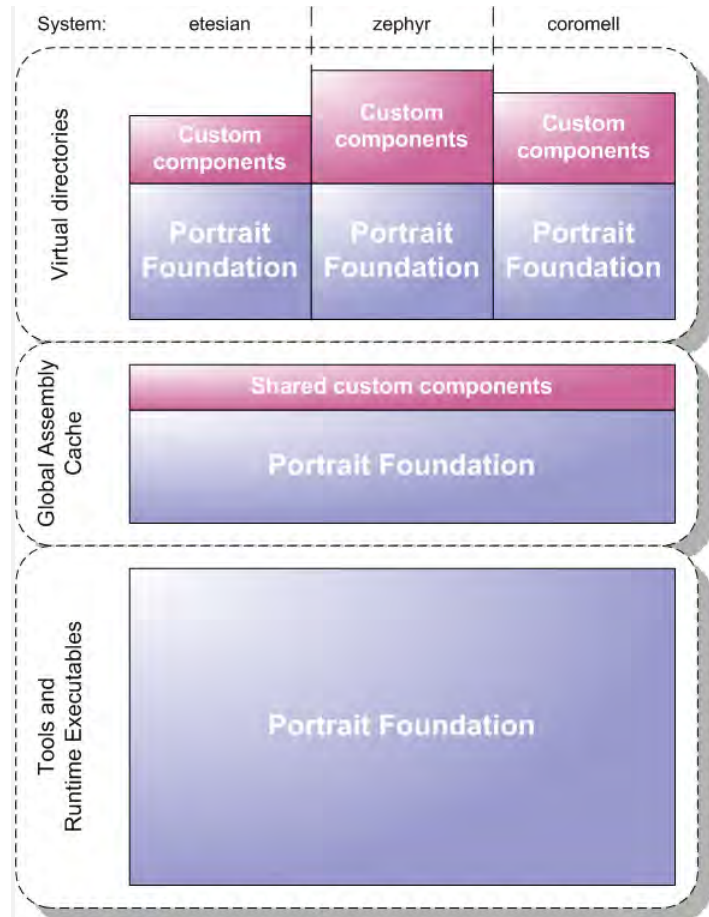 System: etesian zephyr coromell
Virtual directories
Custom
components
Custom
components
Custom
components
Portrait
Foundation
Portrait
Foundation
Portrait
Foundation
Global Assembly
Cache
Shared custom components
Portrait Foundation
Tools and
Runtime Executables
Portrait Foundation